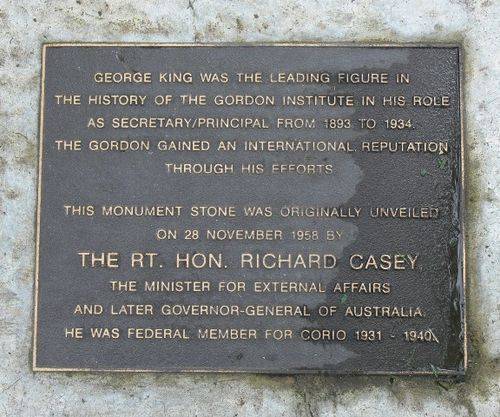 GEORGE KING WAS THE LEADING FIGURE IN
THE HISTORY OF THE GORDON INSTITUTE IN HIS ROLE
AS SECRETARY/PRINCIPAL FROM 1893 TO 1934.
THE GORDON GAINED AN INTERNATIONAL REPUTATION
THROUGH HIS EFFORTS
THIS MONUMENT STONE WAS ORIGINALLY UNVEILED
ON 28 NOVEMBER 1958 BY
THE RT. HON. RICHARD CASEY,
THE MINISTER FOR EXTERNAL AFFAIRS
AND LATER GOVERNOR-GENERAL OF AUSTRALIA.
HE WAS FEDERAL MEMBER FOR CORIO 1931 - 1940.